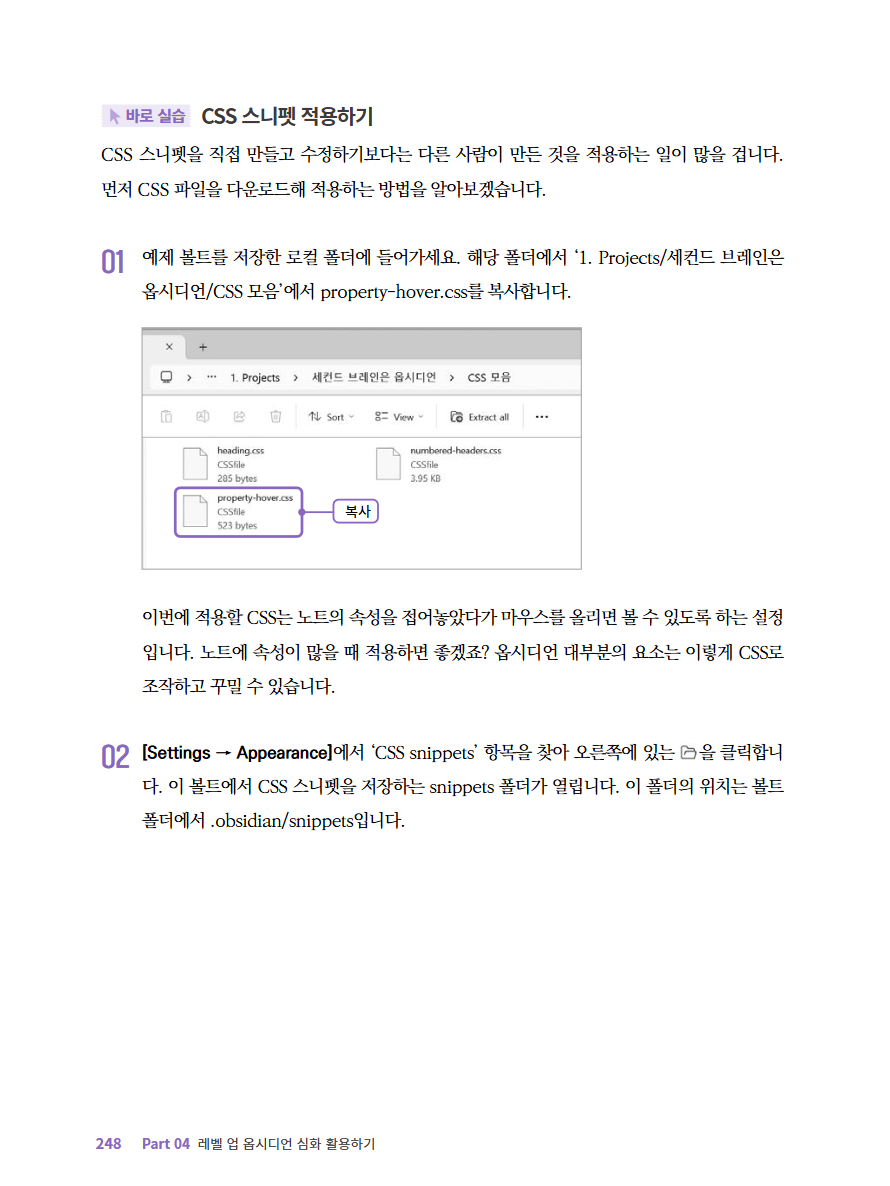 바로 실습 CSS 스니펫 적용하기
CSS 스니펫을 직접 만들고 수정하기보다는 다른 사람이 만든 것을 적용하는 일이 많을 겁니다.
먼저 CSS 파일을 다운로드해 적용하는 방법을 알아보겠습니다.
01 예제 볼트를 저장한 로컬 폴더에 들어가세요. 해당 폴더에서 ‘1. Projects/세컨드 브레인은
옵시디언/CSS 모음’에서 property-hover.css를 복사합니다.
× +
> ··· 1. Projects > 세컨드 브레인은 옵시디언 > CSS 모음
Sort View Extract all ···
heading.css
CSSfile
285 bytes
numbered-headers.css
CSSfile
3.95 KB
property-hover.css
CSSfile
523 bytes
복사
이번에 적용할 CSS는 노트의 속성을 접어놓았다가 마우스를 올리면 볼 수 있도록 하는 설정
입니다. 노트에 속성이 많을 때 적용하면 좋겠죠? 옵시디언 대부분의 요소는 이렇게 CSS로
조작하고 꾸밀 수 있습니다.
02 [Settings → Appearance]에서 ‘CSS snippets’ 항목을 찾아 오른쪽에 있는 을 클릭합니
다. 이 볼트에서 CSS 스니펫을 저장하는 snippets 폴더가 열립니다. 이 폴더의 위치는 볼트
폴더에서 .obsidian/snippets입니다.
248 Part 04 레벨 업 옵시디언 심화 활용하기